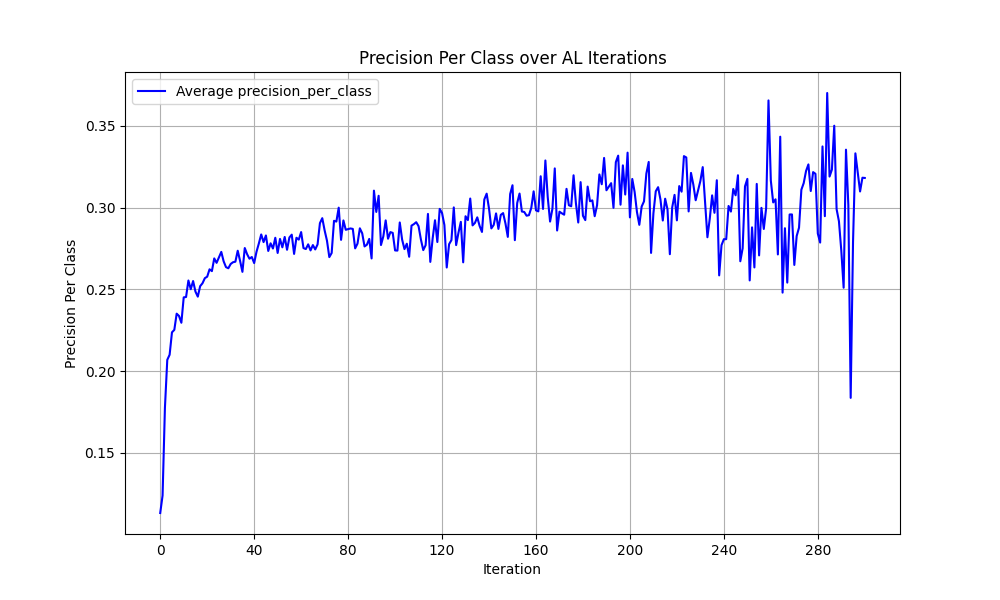 Precision Per Class over AL Iterations
Average precision_per_class
Precision Per Class
0.35
0.30
0.25
0.20
0.15
0 40 80 120 160 200 240 280
Iteration